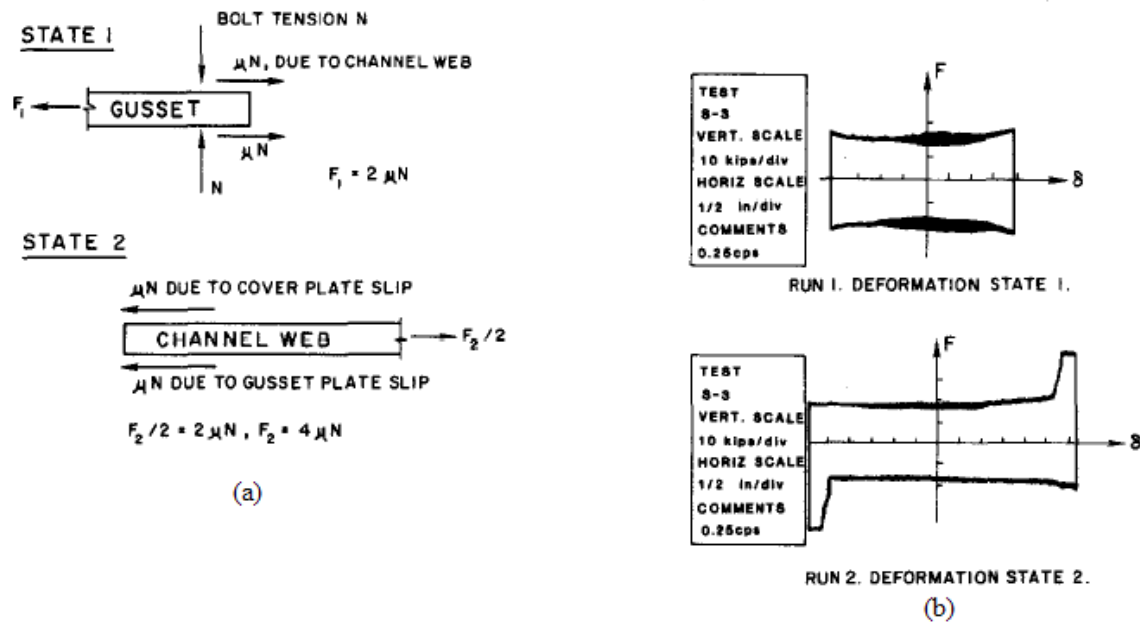 STATE 1
BOLT TENSION N
μN, DUE TO CHANNEL WEB
F₁
GUSSET
μN
F₁ = 2 μN
N
STATE 2
μN DUE TO COVER PLATE SLIP
CHANNEL WEB
F₂/2
μN DUE TO GUSSET PLATE SLIP
F₂/2 = 2μN, F₂ = 4μN
(a)
F
TEST
S-3
VERT. SCALE
10 kips/div
HORIZ SCALE
1/2 in/div
COMMENTS
0.25cps
δ
RUN 1. DEFORMATION STATE 1.
F
TEST
S-3
VERT. SCALE
10 kips/div
HORIZ SCALE
1/2 in/div
COMMENTS
0.25cps
δ
RUN 2. DEFORMATION STATE 2.
(b)